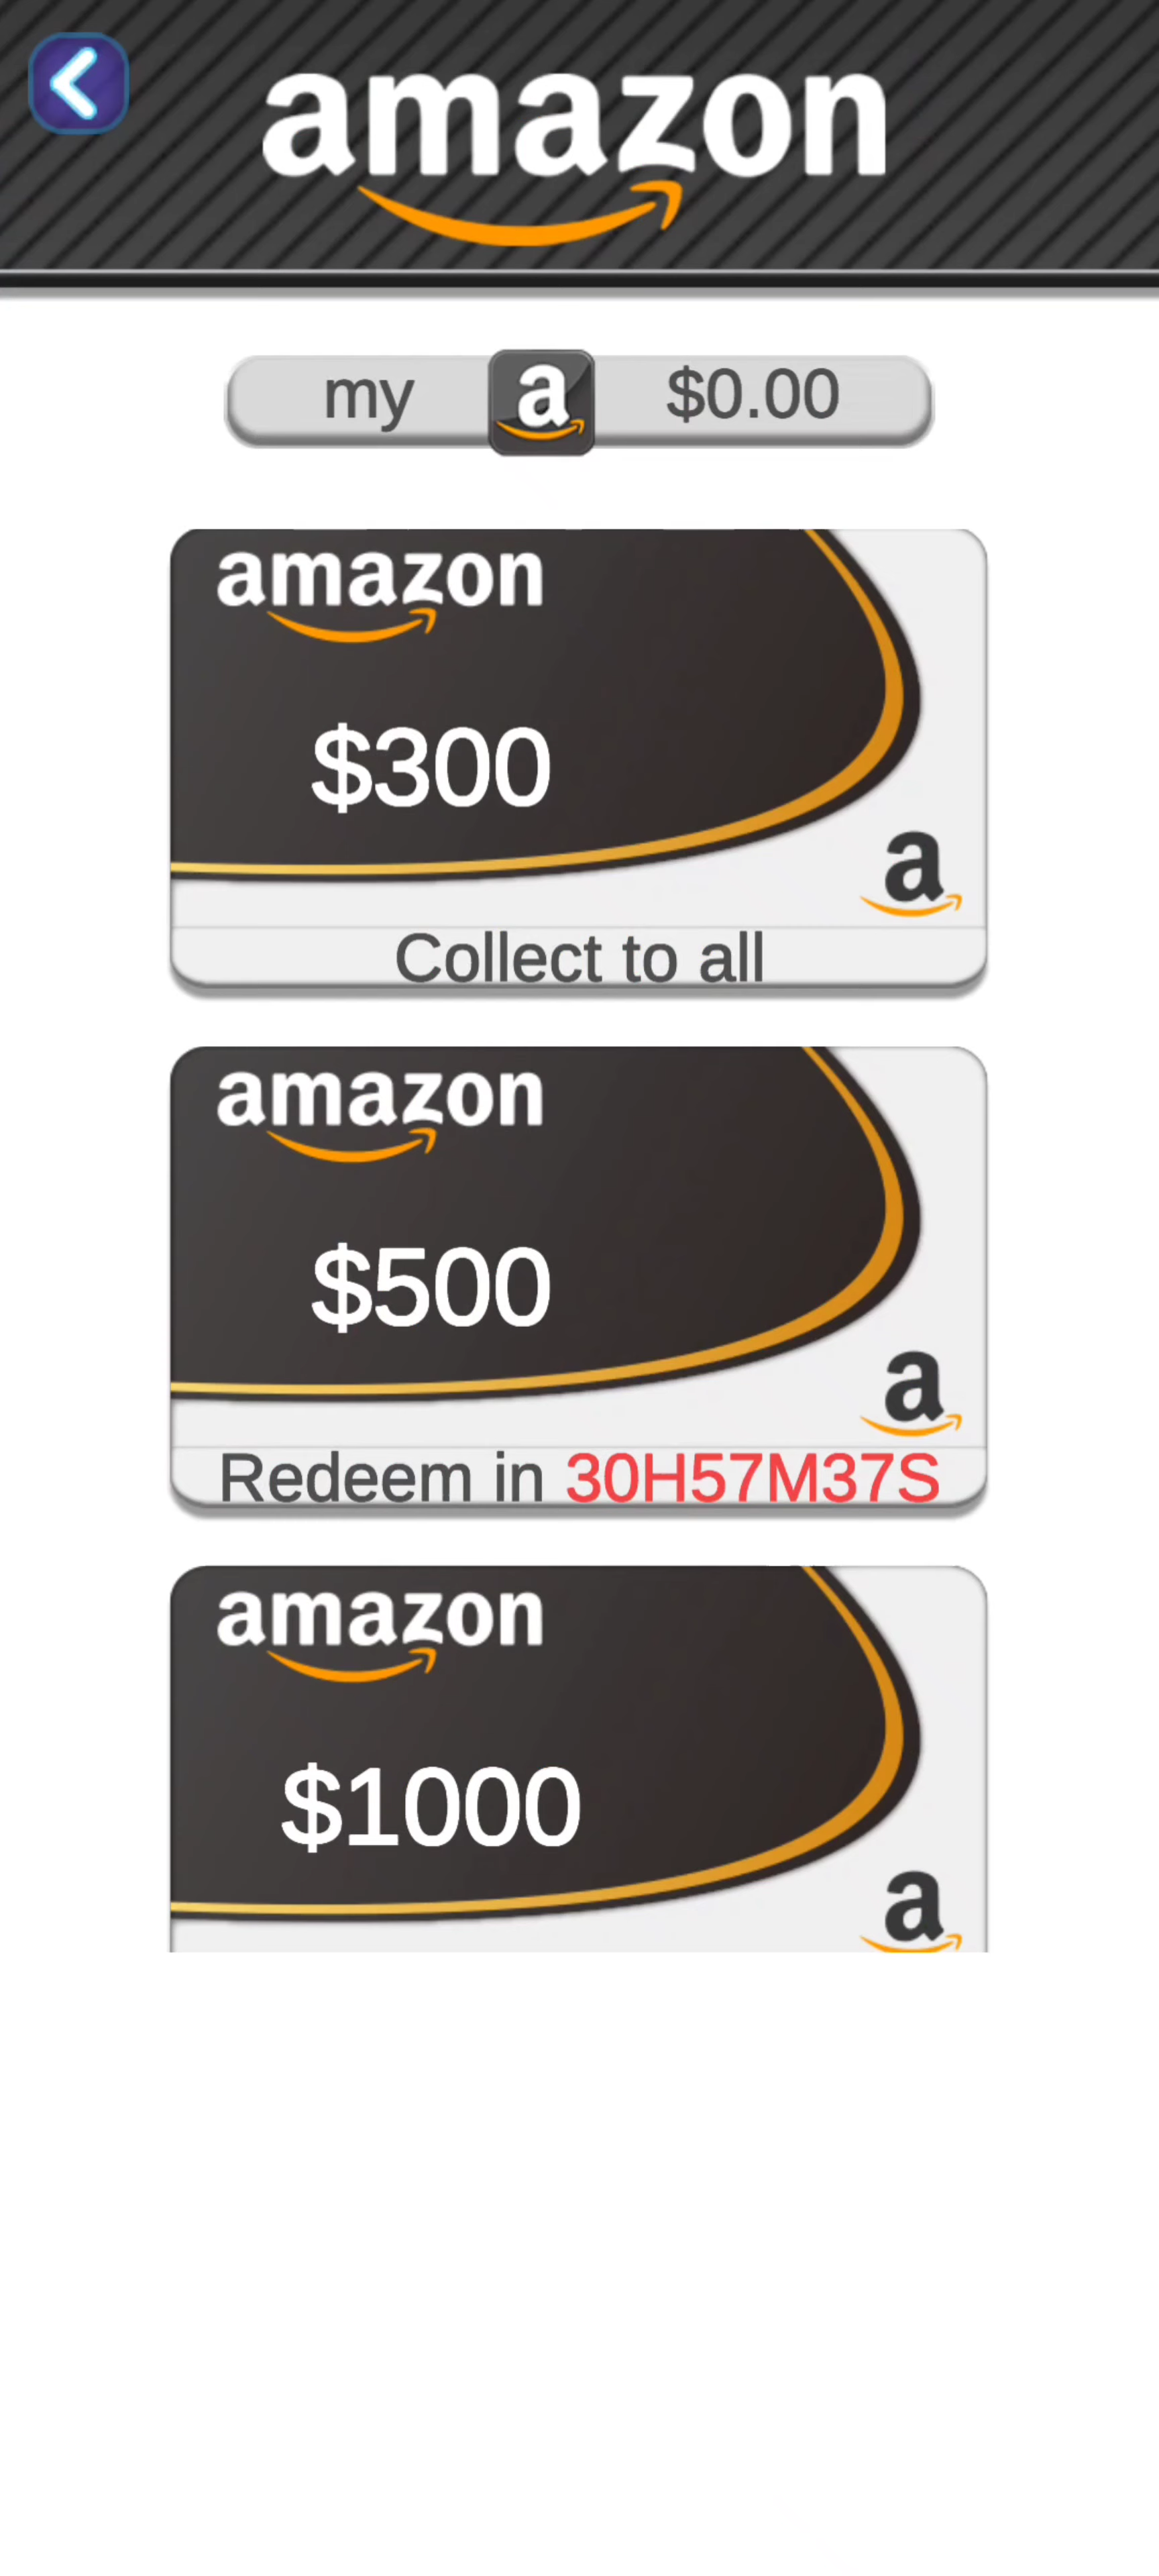 amazon
my a $0.00
amazon
$300
a
Collect to all
amazon
$500
a
Redeem in 30H57M37S
amazon
$1000
a